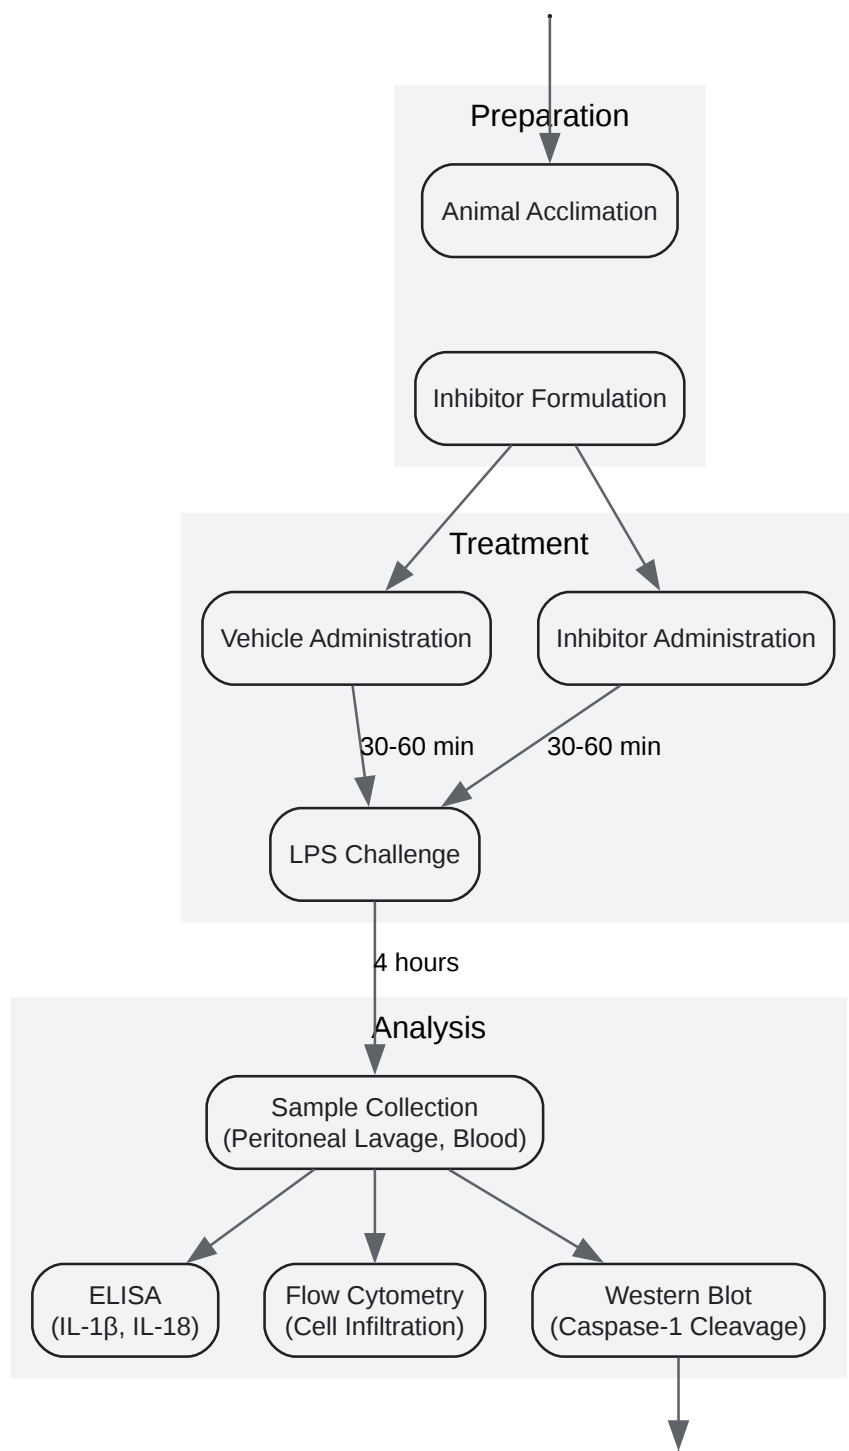 Preparation
Animal Acclimation
Inhibitor Formulation
Treatment
Vehicle Administration
Inhibitor Administration
30-60 min
30-60 min
LPS Challenge
4 hours
Analysis
Sample Collection
(Peritoneal Lavage, Blood)
ELISA
(IL-1β, IL-18)
Flow Cytometry
(Cell Infiltration)
Western Blot
(Caspase-1 Cleavage)